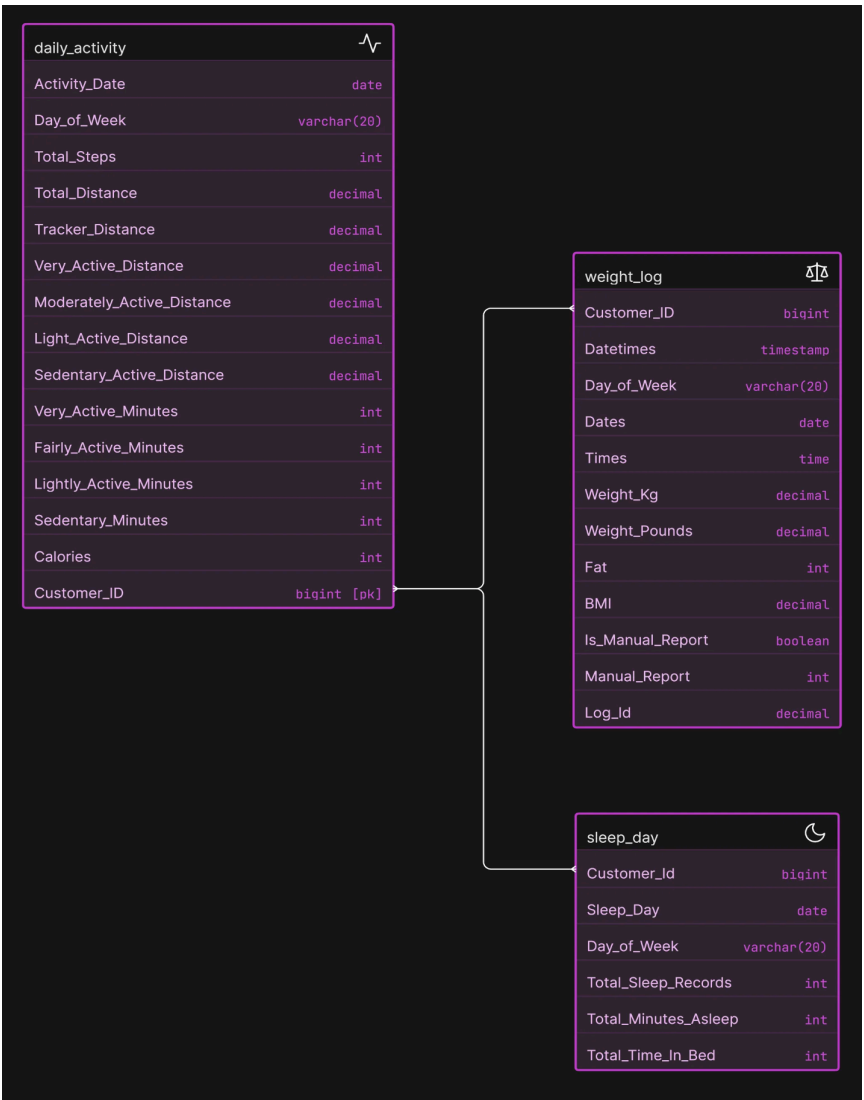 daily_activity
Activity_Date date
Day_of_Week varchar(20)
Total_Steps int
Total_Distance decimal
Tracker_Distance decimal
Very_Active_Distance decimal
Moderately_Active_Distance decimal
Light_Active_Distance decimal
Sedentary_Active_Distance decimal
Very_Active_Minutes int
Fairly_Active_Minutes int
Lightly_Active_Minutes int
Sedentary_Minutes int
Calories int
Customer_ID bigint [pk]
weight_log
Customer_ID bigint
Datetimes timestamp
Day_of_Week varchar(20)
Dates date
Times time
Weight_Kg decimal
Weight_Pounds decimal
Fat int
BMI decimal
Is_Manual_Report boolean
Manual_Report int
Log_Id decimal
sleep_day
Customer_Id bigint
Sleep_Day date
Day_of_Week varchar(20)
Total_Sleep_Records int
Total_Minutes_Asleep int
Total_Time_In_Bed int